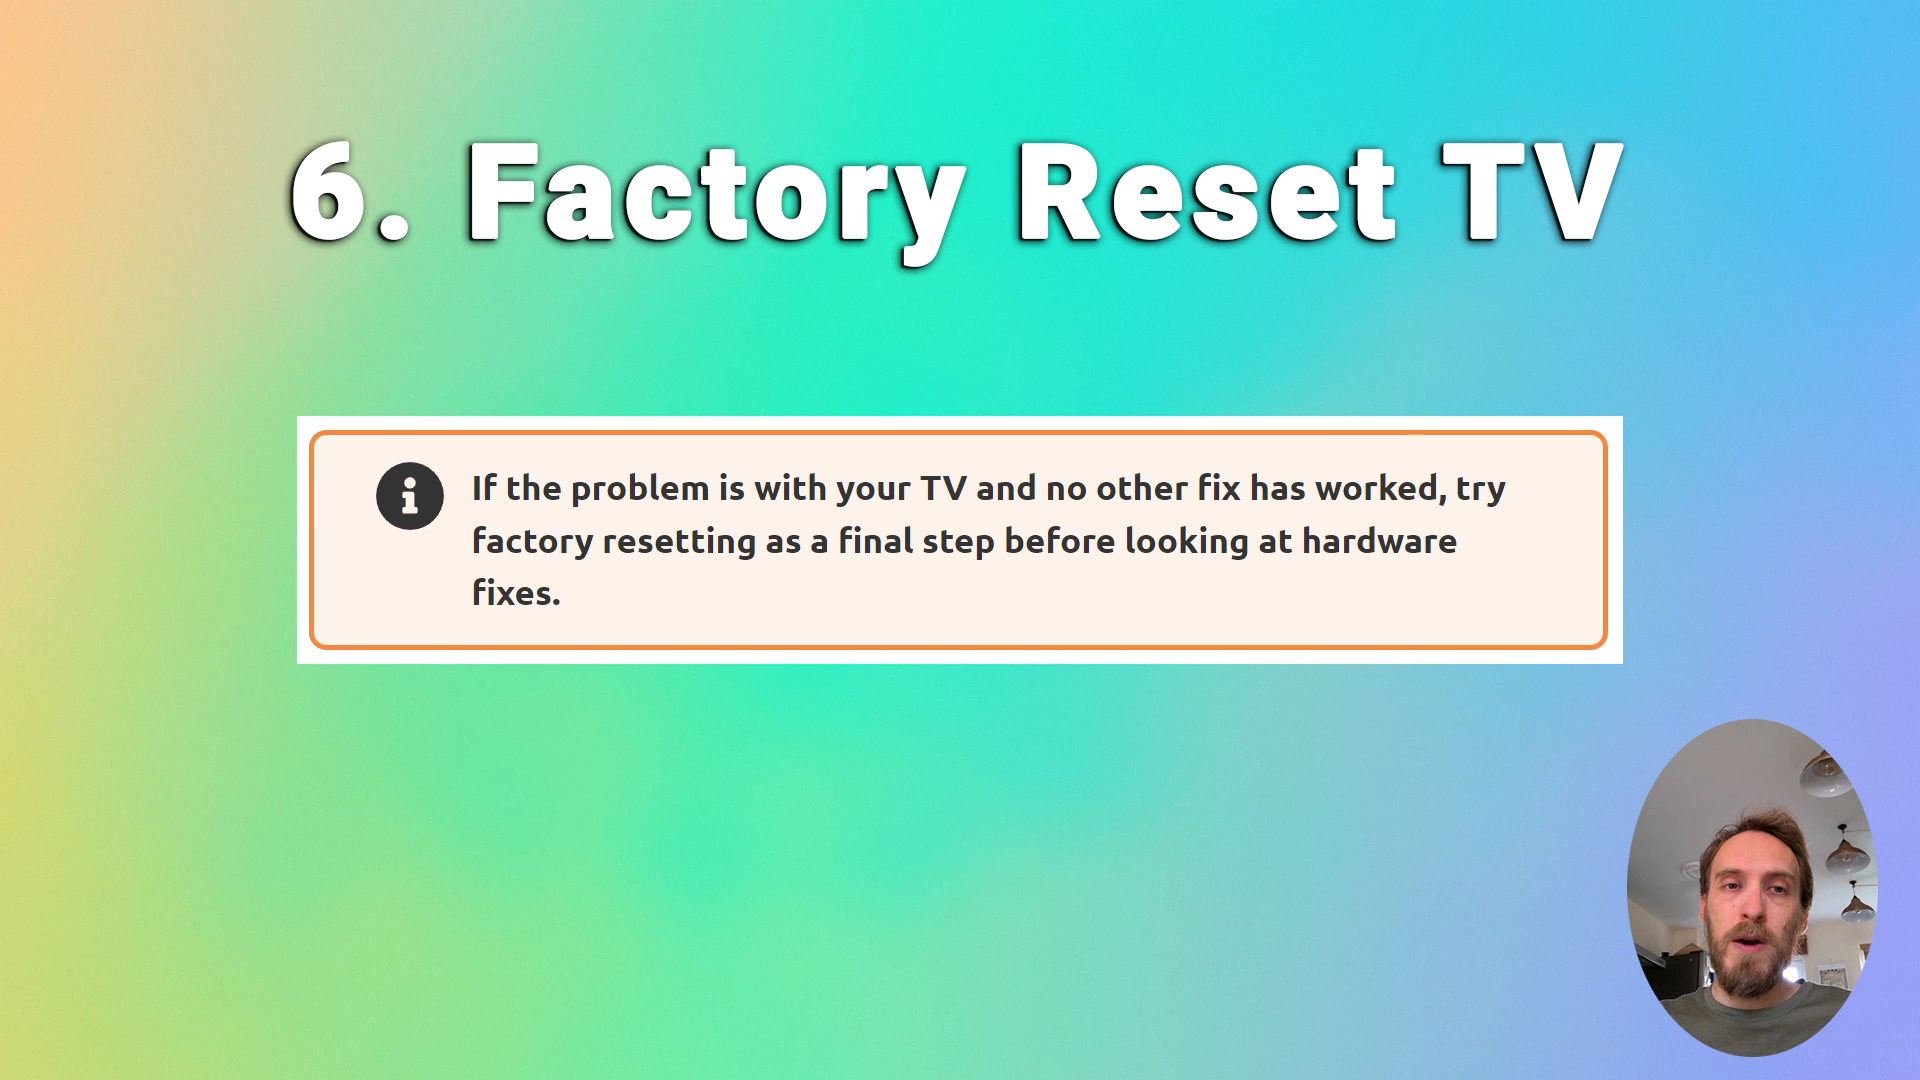 6. Factory Reset TV
If the problem is with your TV and no other fix has worked, try
factory resetting as a final step before looking at hardware
fixes.